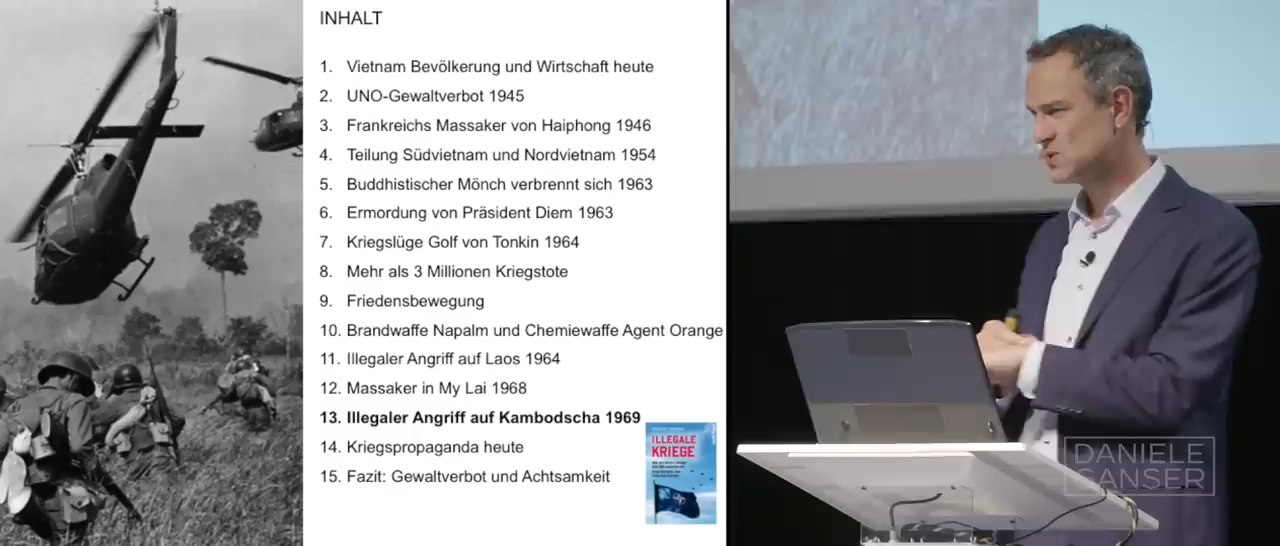 INHALT
1. Vietnam Bevölkerung und Wirtschaft heute
2. UNO-Gewaltverbot 1945
3. Frankreichs Massaker von Haiphong 1946
4. Teilung Südvietnam und Nordvietnam 1954
5. Buddhistischer Mönch verbrennt sich 1963
6. Ermordung von Präsident Diem 1963
7. Kriegslüge Golf von Tonkin 1964
8. Mehr als 3 Millionen Kriegstote
9. Friedensbewegung
10. Brandwaffe Napalm und Chemiewaffe Agent Orange
11. Illegaler Angriff auf Laos 1964
12. Massaker in My Lai 1968
13. Illegaler Angriff auf Kambodscha 1969
14. Kriegspropaganda heute
15. Fazit: Gewaltverbot und Achtsamkeit
ILLEGALE
KRIEGE
DANIELE
GANSER